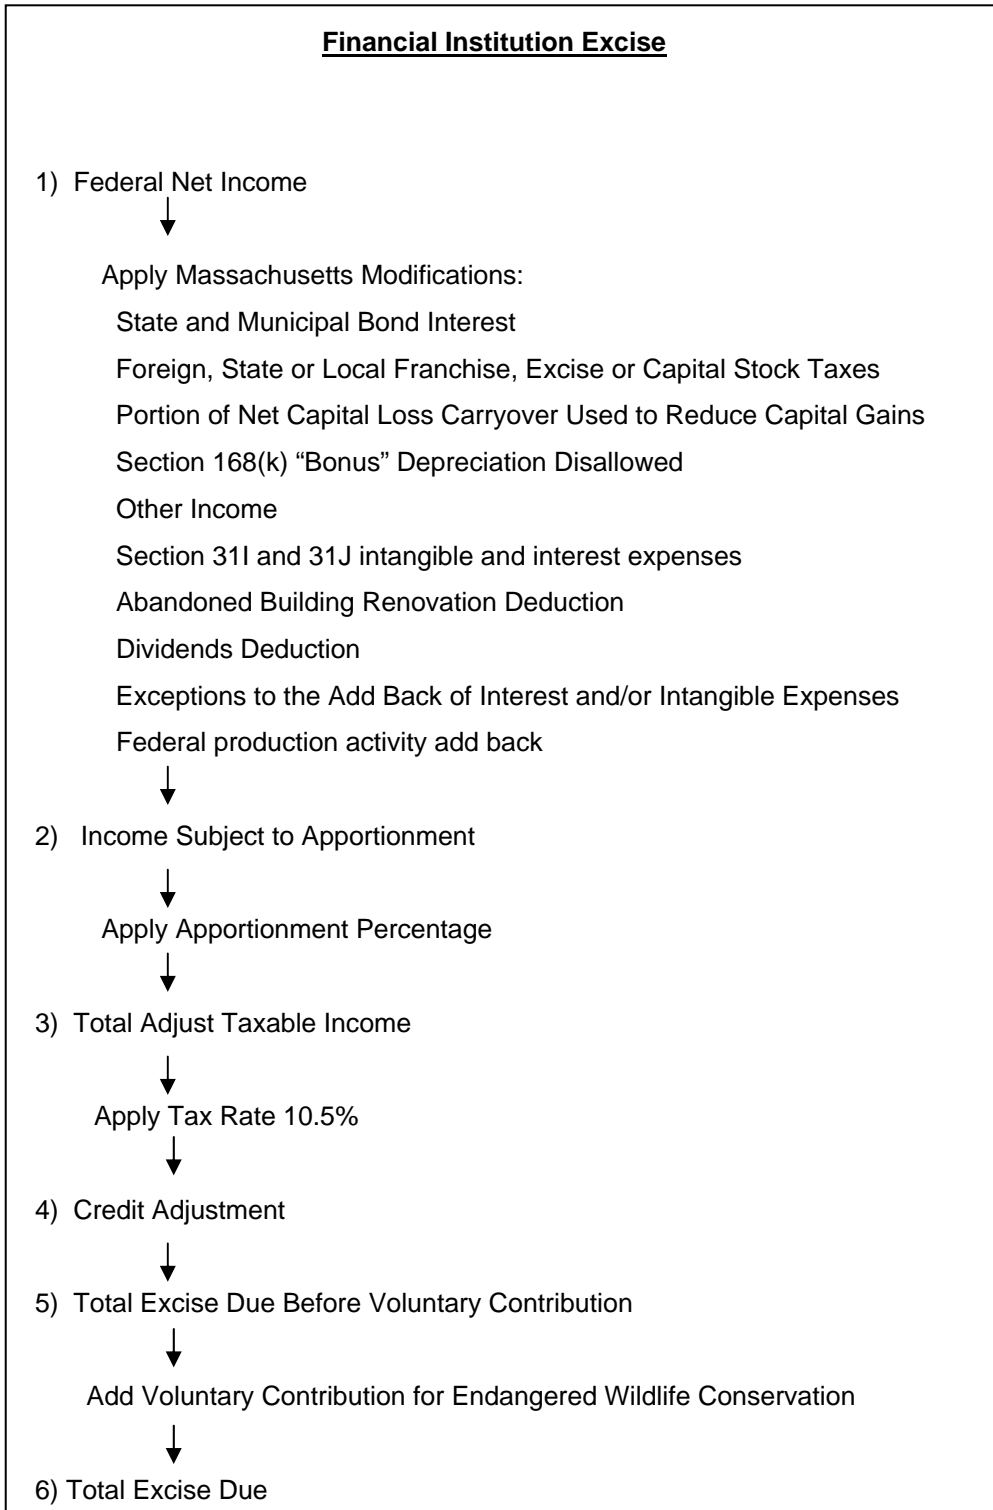 Financial Institution Excise
1) Federal Net Income
Apply Massachusetts Modifications:
State and Municipal Bond Interest
Foreign, State or Local Franchise, Excise or Capital Stock Taxes
Portion of Net Capital Loss Carryover Used to Reduce Capital Gains
Section 168(k) “Bonus” Depreciation Disallowed
Other Income
Section 31I and 31J intangible and interest expenses
Abandoned Building Renovation Deduction
Dividends Deduction
Exceptions to the Add Back of Interest and/or Intangible Expenses
Federal production activity add back
2) Income Subject to Apportionment
Apply Apportionment Percentage
3) Total Adjust Taxable Income
Apply Tax Rate 10.5%
4) Credit Adjustment
5) Total Excise Due Before Voluntary Contribution
Add Voluntary Contribution for Endangered Wildlife Conservation
6) Total Excise Due